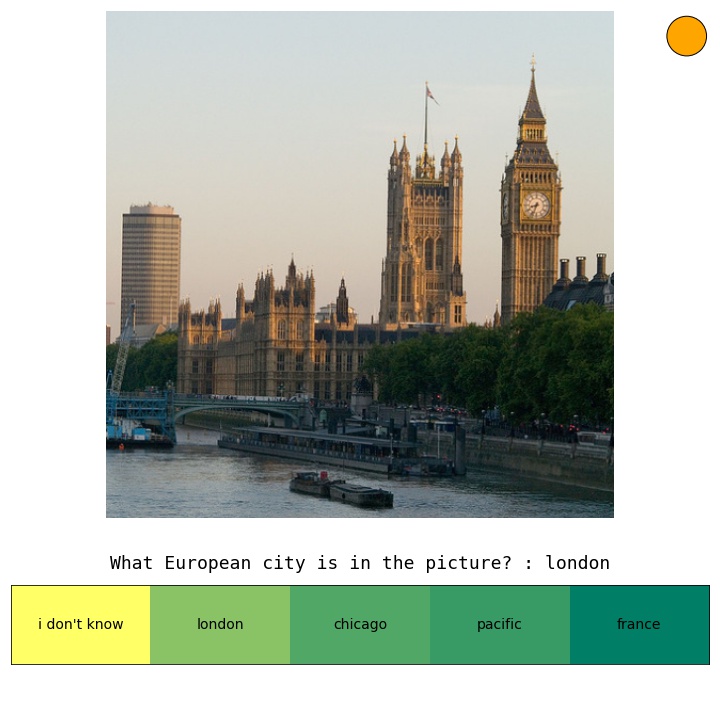 What European city is in the picture? : london
i don't know london chicago pacific france